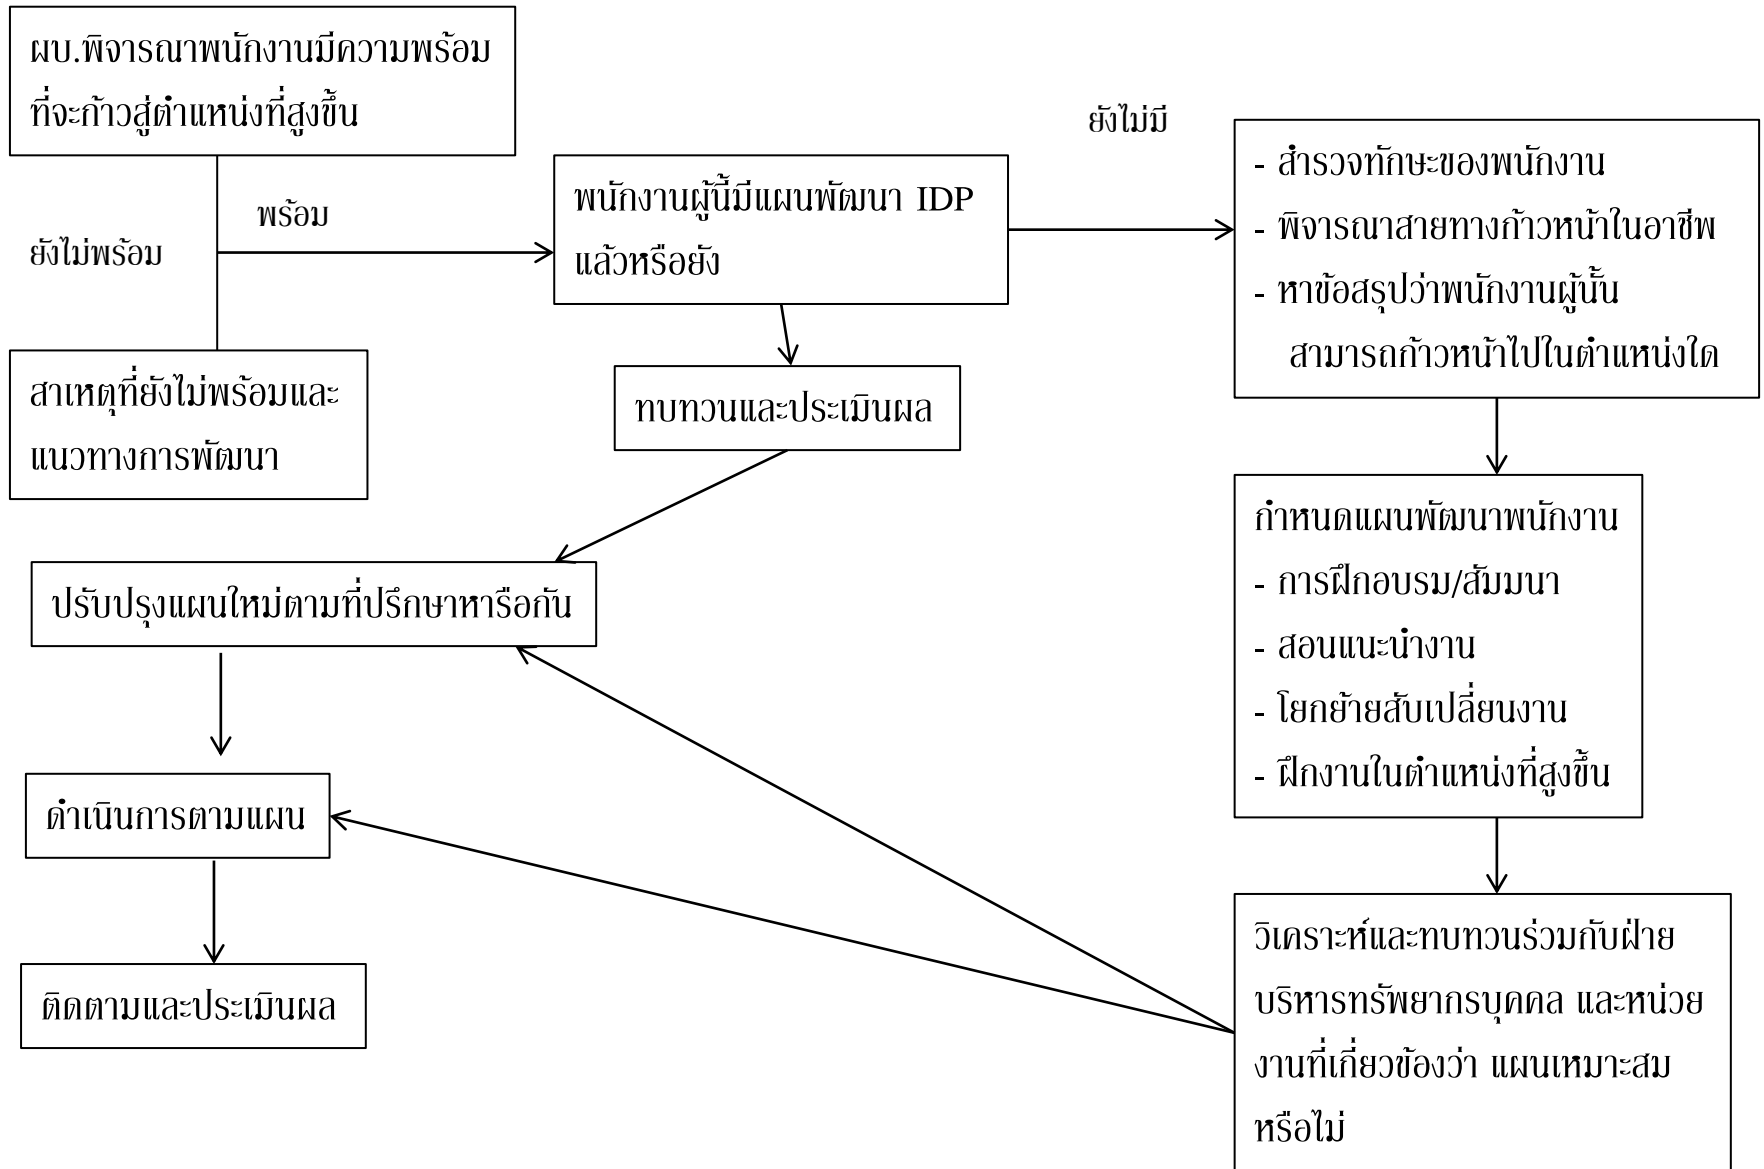 ผบ.พิจารณาพนักงานมีความพร้อม
ที่จะก้าวสู่ตำแหน่งที่สูงขึ้น
ยังไม่พร้อม
พร้อม
พนักงานผู้นี้มีแผนพัฒนา IDP
แล้วหรือยัง
ยังไม่มี
- สำรวจทักษะของพนักงาน
- พิจารณาสายทางก้าวหน้าในอาชีพ
- หาข้อสรุปว่าพนักงานผู้นั้น
สามารถก้าวหน้าไปในตำแหน่งใด
สาเหตุที่ยังไม่พร้อมและ
แนวทางการพัฒนา
ทบทวนและประเมินผล
กำหนดแผนพัฒนาพนักงาน
- การฝึกอบรม/สัมมนา
- สอนแนะนำงาน
- โยกย้ายสับเปลี่ยนงาน
- ฝึกงานในตำแหน่งที่สูงขึ้น
ปรับปรุงแผนใหม่ตามที่ปรึกษาหารือกัน
ดำเนินการตามแผน
ติดตามและประเมินผล
วิเคราะห์และทบทวนร่วมกับฝ่าย
บริหารทรัพยากรบุคคล และหน่วย
งานที่เกี่ยวข้องว่า แผนเหมาะสม
หรือไม่